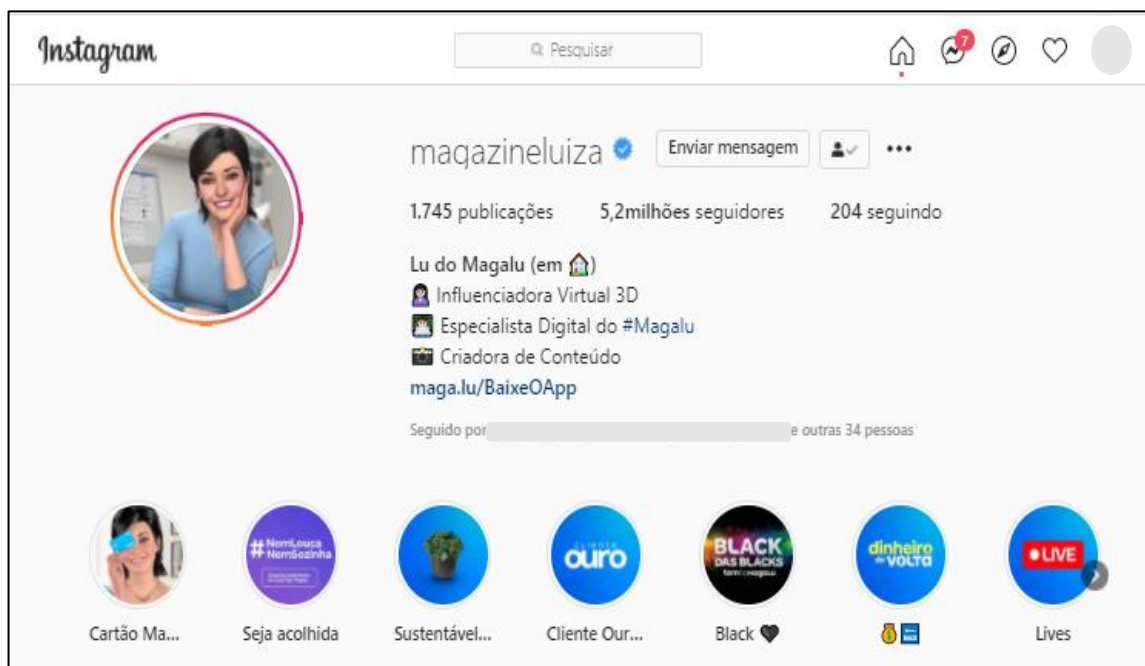 Instagram
Pesquisar
7
magazineluiza
Enviar mensagem
1.745 publicações 5,2milhões seguidores 204 seguindo
Lu do Magalu (em 🏠)
Influenciadora Virtual 3D
Especialista Digital do #Magalu
Criadora de Conteúdo
maga.lu/BaixeOApp
Seguido por e outras 34 pessoas
#NemLouca
NemSozinha
CLIENTE
ouro
BLACK
DAS BLACKS
dinheiro
de VOLTA
LIVE
Cartão Ma... Seja acolhida Sustentável... Cliente Our... Black 🖤 💰🔙 Lives